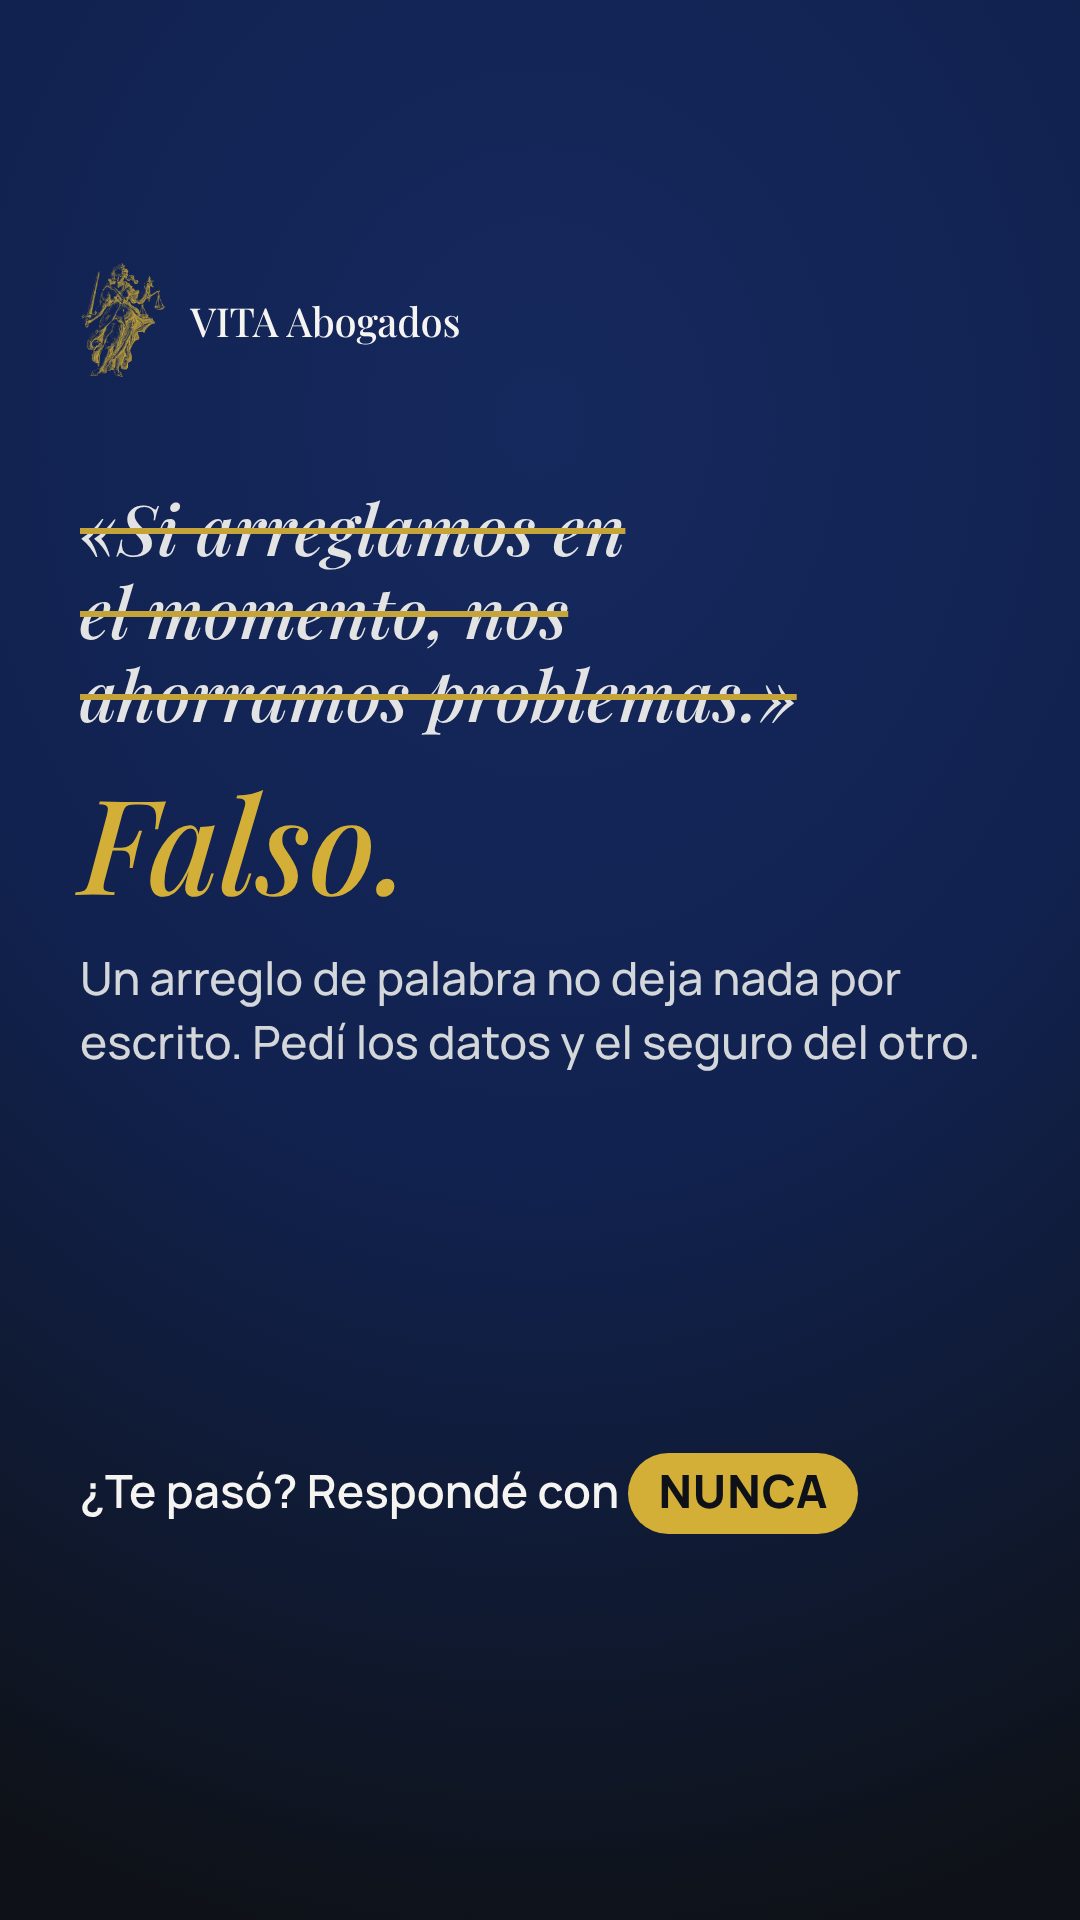 VITA Abogados
«Si arreglamos en
el momento, nos
ahorramos problemas.»
Falso.
Un arreglo de palabra no deja nada por
escrito. Pedí los datos y el seguro del otro.
¿Te pasó? Respondé con NUNCA